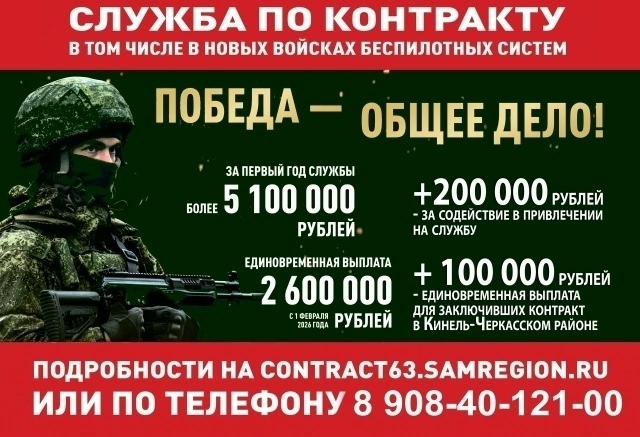 СЛУЖБА ПО КОНТРАКТУ
В ТОМ ЧИСЛЕ В НОВЫХ ВОЙСКАХ БЕСПИЛОТНЫХ СИСТЕМ
ПОБЕДА —
ОБЩЕЕ ДЕЛО!
ЗА ПЕРВЫЙ ГОД СЛУЖБЫ
БОЛЕЕ 5 100 000
РУБЛЕЙ
ЕДИНОВРЕМЕННАЯ ВЫПЛАТА
2 600 000
С 1 ФЕВРАЛЯ
2026 ГОДА РУБЛЕЙ
+200 000 РУБЛЕЙ
- ЗА СОДЕЙСТВИЕ В ПРИВЛЕЧЕНИИ
НА СЛУЖБУ
+ 100 000 РУБЛЕЙ
- ЕДИНОВРЕМЕННАЯ ВЫПЛАТА
ДЛЯ ЗАКЛЮЧИВШИХ КОНТРАКТ
В КИНЕЛЬ-ЧЕРКАССКОМ РАЙОНЕ
ПОДРОБНОСТИ НА CONTRACT63.SAMREGION.RU
ИЛИ ПО ТЕЛЕФОНУ 8 908-40-121-00